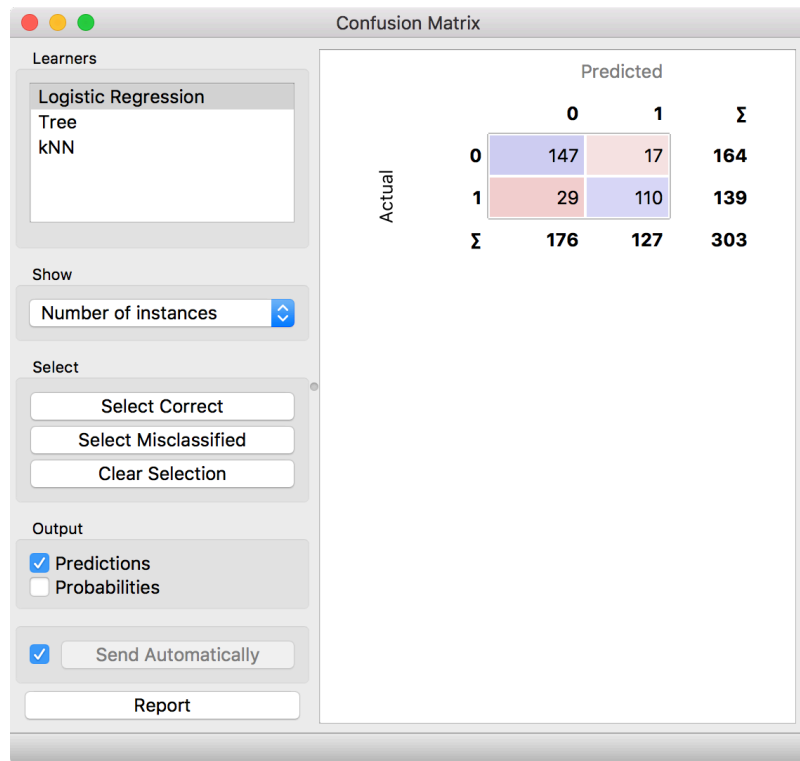 Confusion Matrix
Learners
Logistic Regression
Tree
kNN
Show
Number of instances
Select
Select Correct
Select Misclassified
Clear Selection
Output
Predictions
Probabilities
Send Automatically
Report
Predicted
0 1 Σ
Actual
0 147 17 164
1 29 110 139
Σ 176 127 303